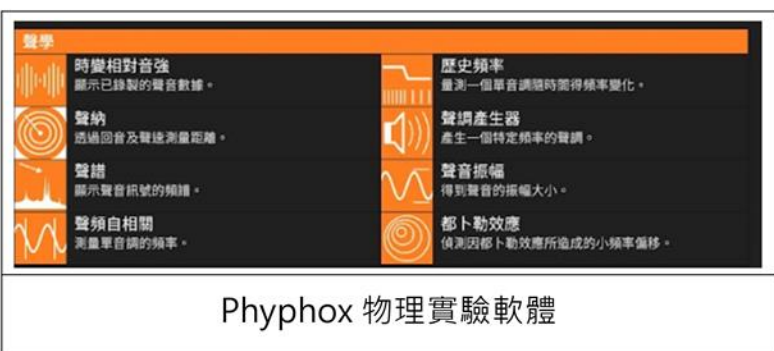 聲學
時變相對音強
顯示已錄製的聲音數據。
聲納
透過回音及聲速測量距離。
聲譜
顯示聲音訊號的頻譜。
聲頻自相關
測量單音調的頻率。
歷史頻率
量測一個單音調隨時間得頻率變化。
聲調產生器
產生一個特定頻率的聲調。
聲音振幅
得到聲音的振幅大小。
都卜勒效應
偵測因都卜勒效應所造成的小頻率偏移。
Phyphox 物理實驗軟體